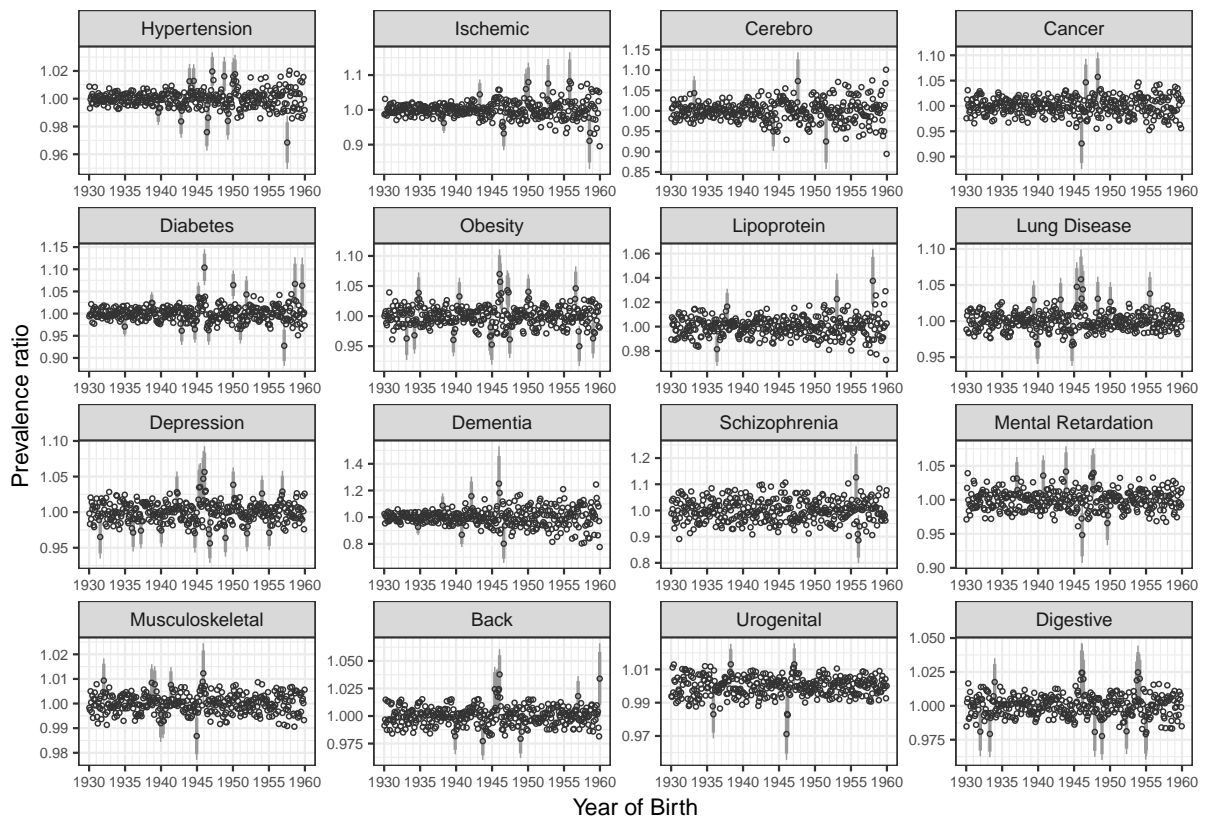 Hypertension Ischemic Cerebro Cancer
1.02 1.00 0.98 0.96
1.1 1.0 0.9
1.15 1.10 1.05 1.00 0.95 0.90 0.85
1.10 1.05 1.00 0.95 0.90
1930 1935 1940 1945 1950 1955 1960 1930 1935 1940 1945 1950 1955 1960 1930 1935 1940 1945 1950 1955 1960 1930 1935 1940 1945 1950 1955 1960
Diabetes Obesity Lipoprotein Lung Disease
1.15 1.10 1.05 1.00 0.95 0.90
1.10 1.05 1.00 0.95
1.06 1.04 1.02 1.00 0.98
1.10 1.05 1.00 0.95
1930 1935 1940 1945 1950 1955 1960 1930 1935 1940 1945 1950 1955 1960 1930 1935 1940 1945 1950 1955 1960 1930 1935 1940 1945 1950 1955 1960
Prevalence ratio
Depression Dementia Schizophrenia Mental Retardation
1.10 1.05 1.00 0.95
1.4 1.2 1.0 0.8
1.2 1.1 1.0 0.9 0.8
1.05 1.00 0.95 0.90
1930 1935 1940 1945 1950 1955 1960 1930 1935 1940 1945 1950 1955 1960 1930 1935 1940 1945 1950 1955 1960 1930 1935 1940 1945 1950 1955 1960
Musculoskeletal Back Urogenital Digestive
1.02 1.01 1.00 0.99 0.98
1.050 1.025 1.000 0.975
1.01 0.99 0.97
1.050 1.025 1.000 0.975
1930 1935 1940 1945 1950 1955 1960 1930 1935 1940 1945 1950 1955 1960 1930 1935 1940 1945 1950 1955 1960 1930 1935 1940 1945 1950 1955 1960
Year of Birth